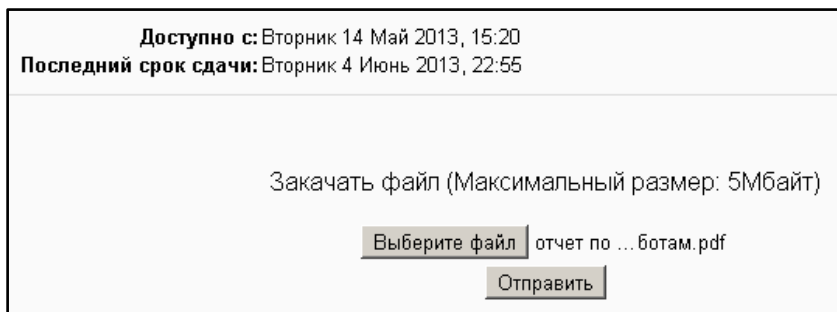 Доступно с: Вторник 14 Май 2013, 15:20
Последний срок сдачи: Вторник 4 Июнь 2013, 22:55
Закачать файл (Максимальный размер: 5Мбайт)
Выберите файл отчет по ...ботам.pdf
Отправить